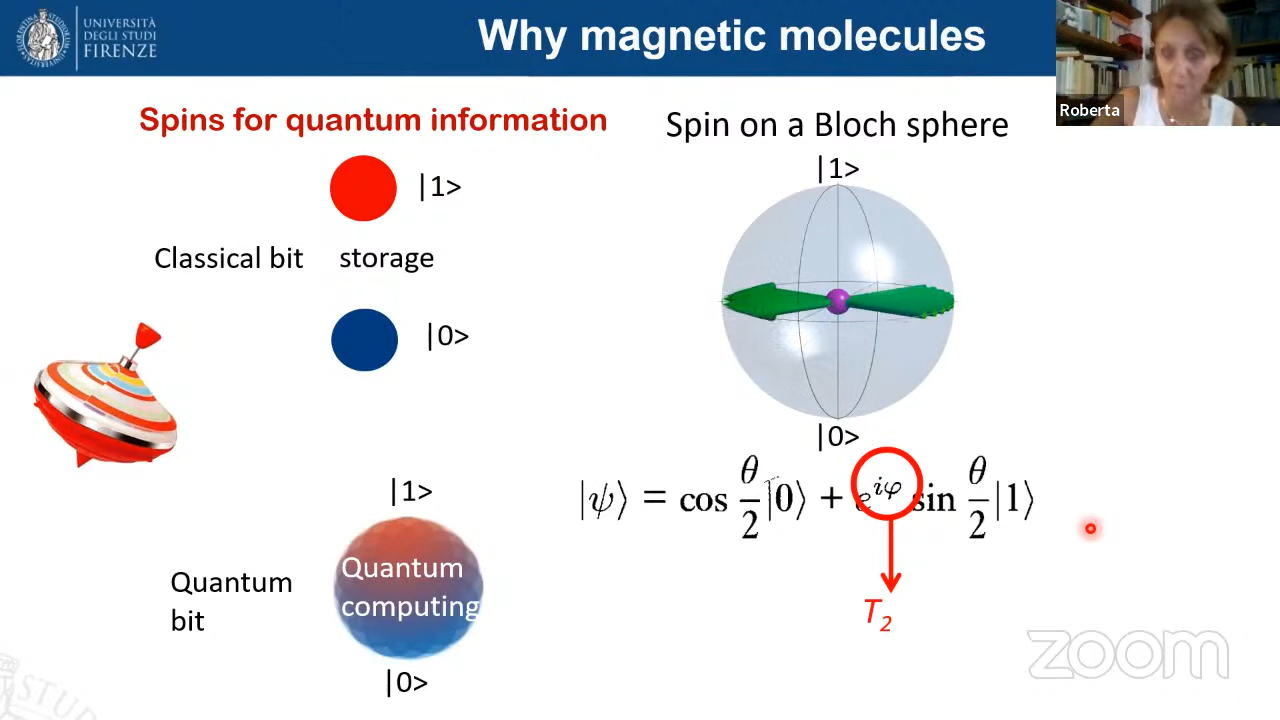 UNIVERSITÀ
DEGLI STUDI
FIRENZE
Why magnetic molecules
Roberta
Spins for quantum information
|1>
Classical bit storage
|0>
Quantum
bit
|1>
Quantum
computing
|0>
Spin on a Bloch sphere
|1>
|0>
|ψ⟩ = cos θ/2 |0⟩ + e^{iφ} sin θ/2 |1⟩
T₂
zoom